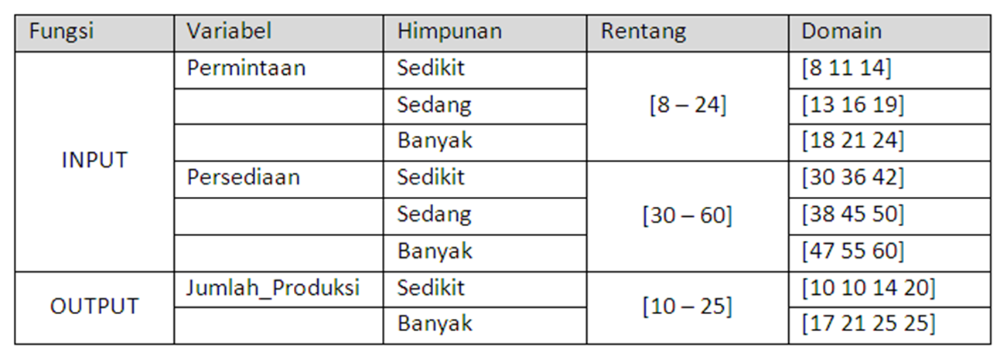 Fungsi Variabel Himpunan Rentang Domain
INPUT Permintaan Sedikit [8 – 24] [8 11 14]
Sedang [13 16 19]
Banyak [18 21 24]
Persediaan Sedikit [30 – 60] [30 36 42]
Sedang [38 45 50]
Banyak [47 55 60]
OUTPUT Jumlah_Produksi Sedikit [10 – 25] [10 10 14 20]
Banyak [17 21 25 25]